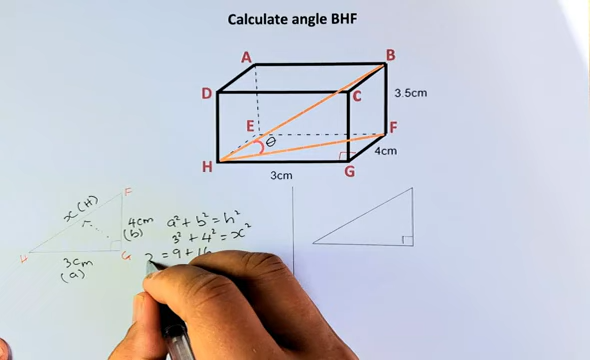 Calculate angle BHF
A
B
D
C
3.5cm
E
θ
F
4cm
H
G
3cm
F
x (H)
4cm
(b)
H
G
3cm
(a)
a² + b² = h²
3² + 4² = x²
= 9 + 16